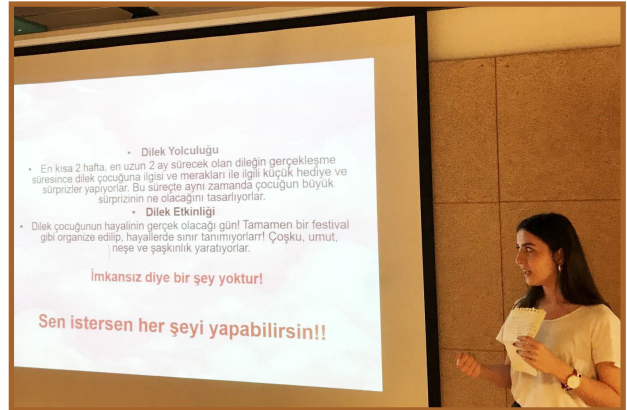 • Dilek Yolculuğu
• En kısa 2 hafta, en uzun 2 ay sürecek olan dileğin gerçekleşme
süresince dilek çocuğuna ilgisi ve merakları ile ilgili küçük hediye ve
sürprizler yapıyorlar. Bu süreçte aynı zamanda çocuğun büyük
sürprizinin ne olacağını tasarlıyorlar.
• Dilek Etkinliği
• Dilek çocuğunun hayalinin gerçek olacağı gün! Tamamen bir festival
gibi organize edilip, hayallerde sınır tanımıyorlarr! Coşku, umut,
neşe ve şaşkınlık yaratıyorlar.
İmkansız diye bir şey yoktur!
Sen istersen her şeyi yapabilirsin!!